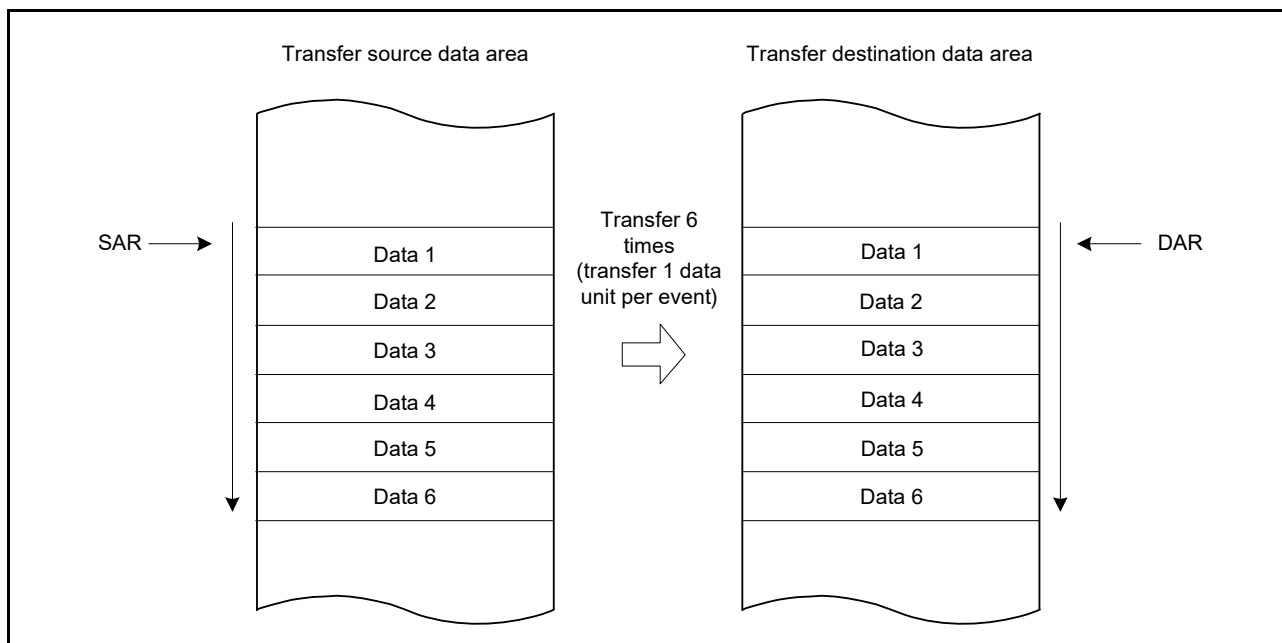 Transfer source data area
Transfer destination data area
SAR
Data 1
Data 2
Data 3
Data 4
Data 5
Data 6
Transfer 6
times
(transfer 1 data
unit per event)
Data 1
Data 2
Data 3
Data 4
Data 5
Data 6
DAR